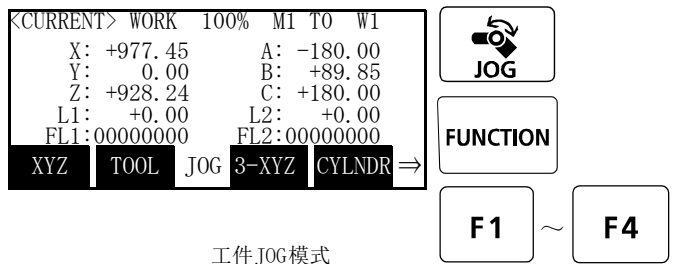 <CURRENT> WORK 100% M1 T0 W1
X: +977.45 A: -180.00
Y: 0.00 B: +89.85
Z: +928.24 C: +180.00
L1: +0.00 L2: +0.00
FL1:00000000 FL2:00000000
XYZ TOOL JOG 3-XYZ CYLNDR ⇒
JOG
FUNCTION
F1 ～ F4
工件JOG模式